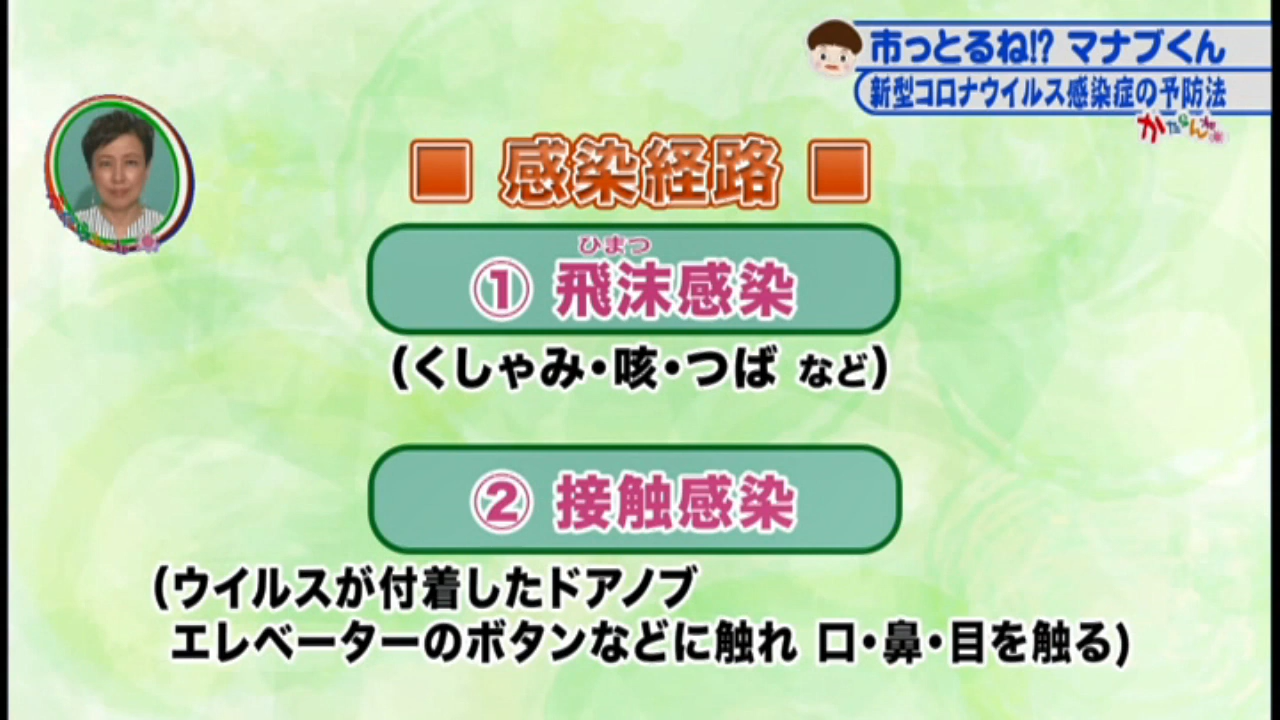 市っとるね!? マナブくん
新型コロナウイルス感染症の予防法
■ 感染経路 ■
ひまつ
① 飛沫感染
(くしゃみ・咳・つば など)
② 接触感染
(ウイルスが付着したドアノブ
エレベーターのボタンなどに触れ 口・鼻・目を触る)